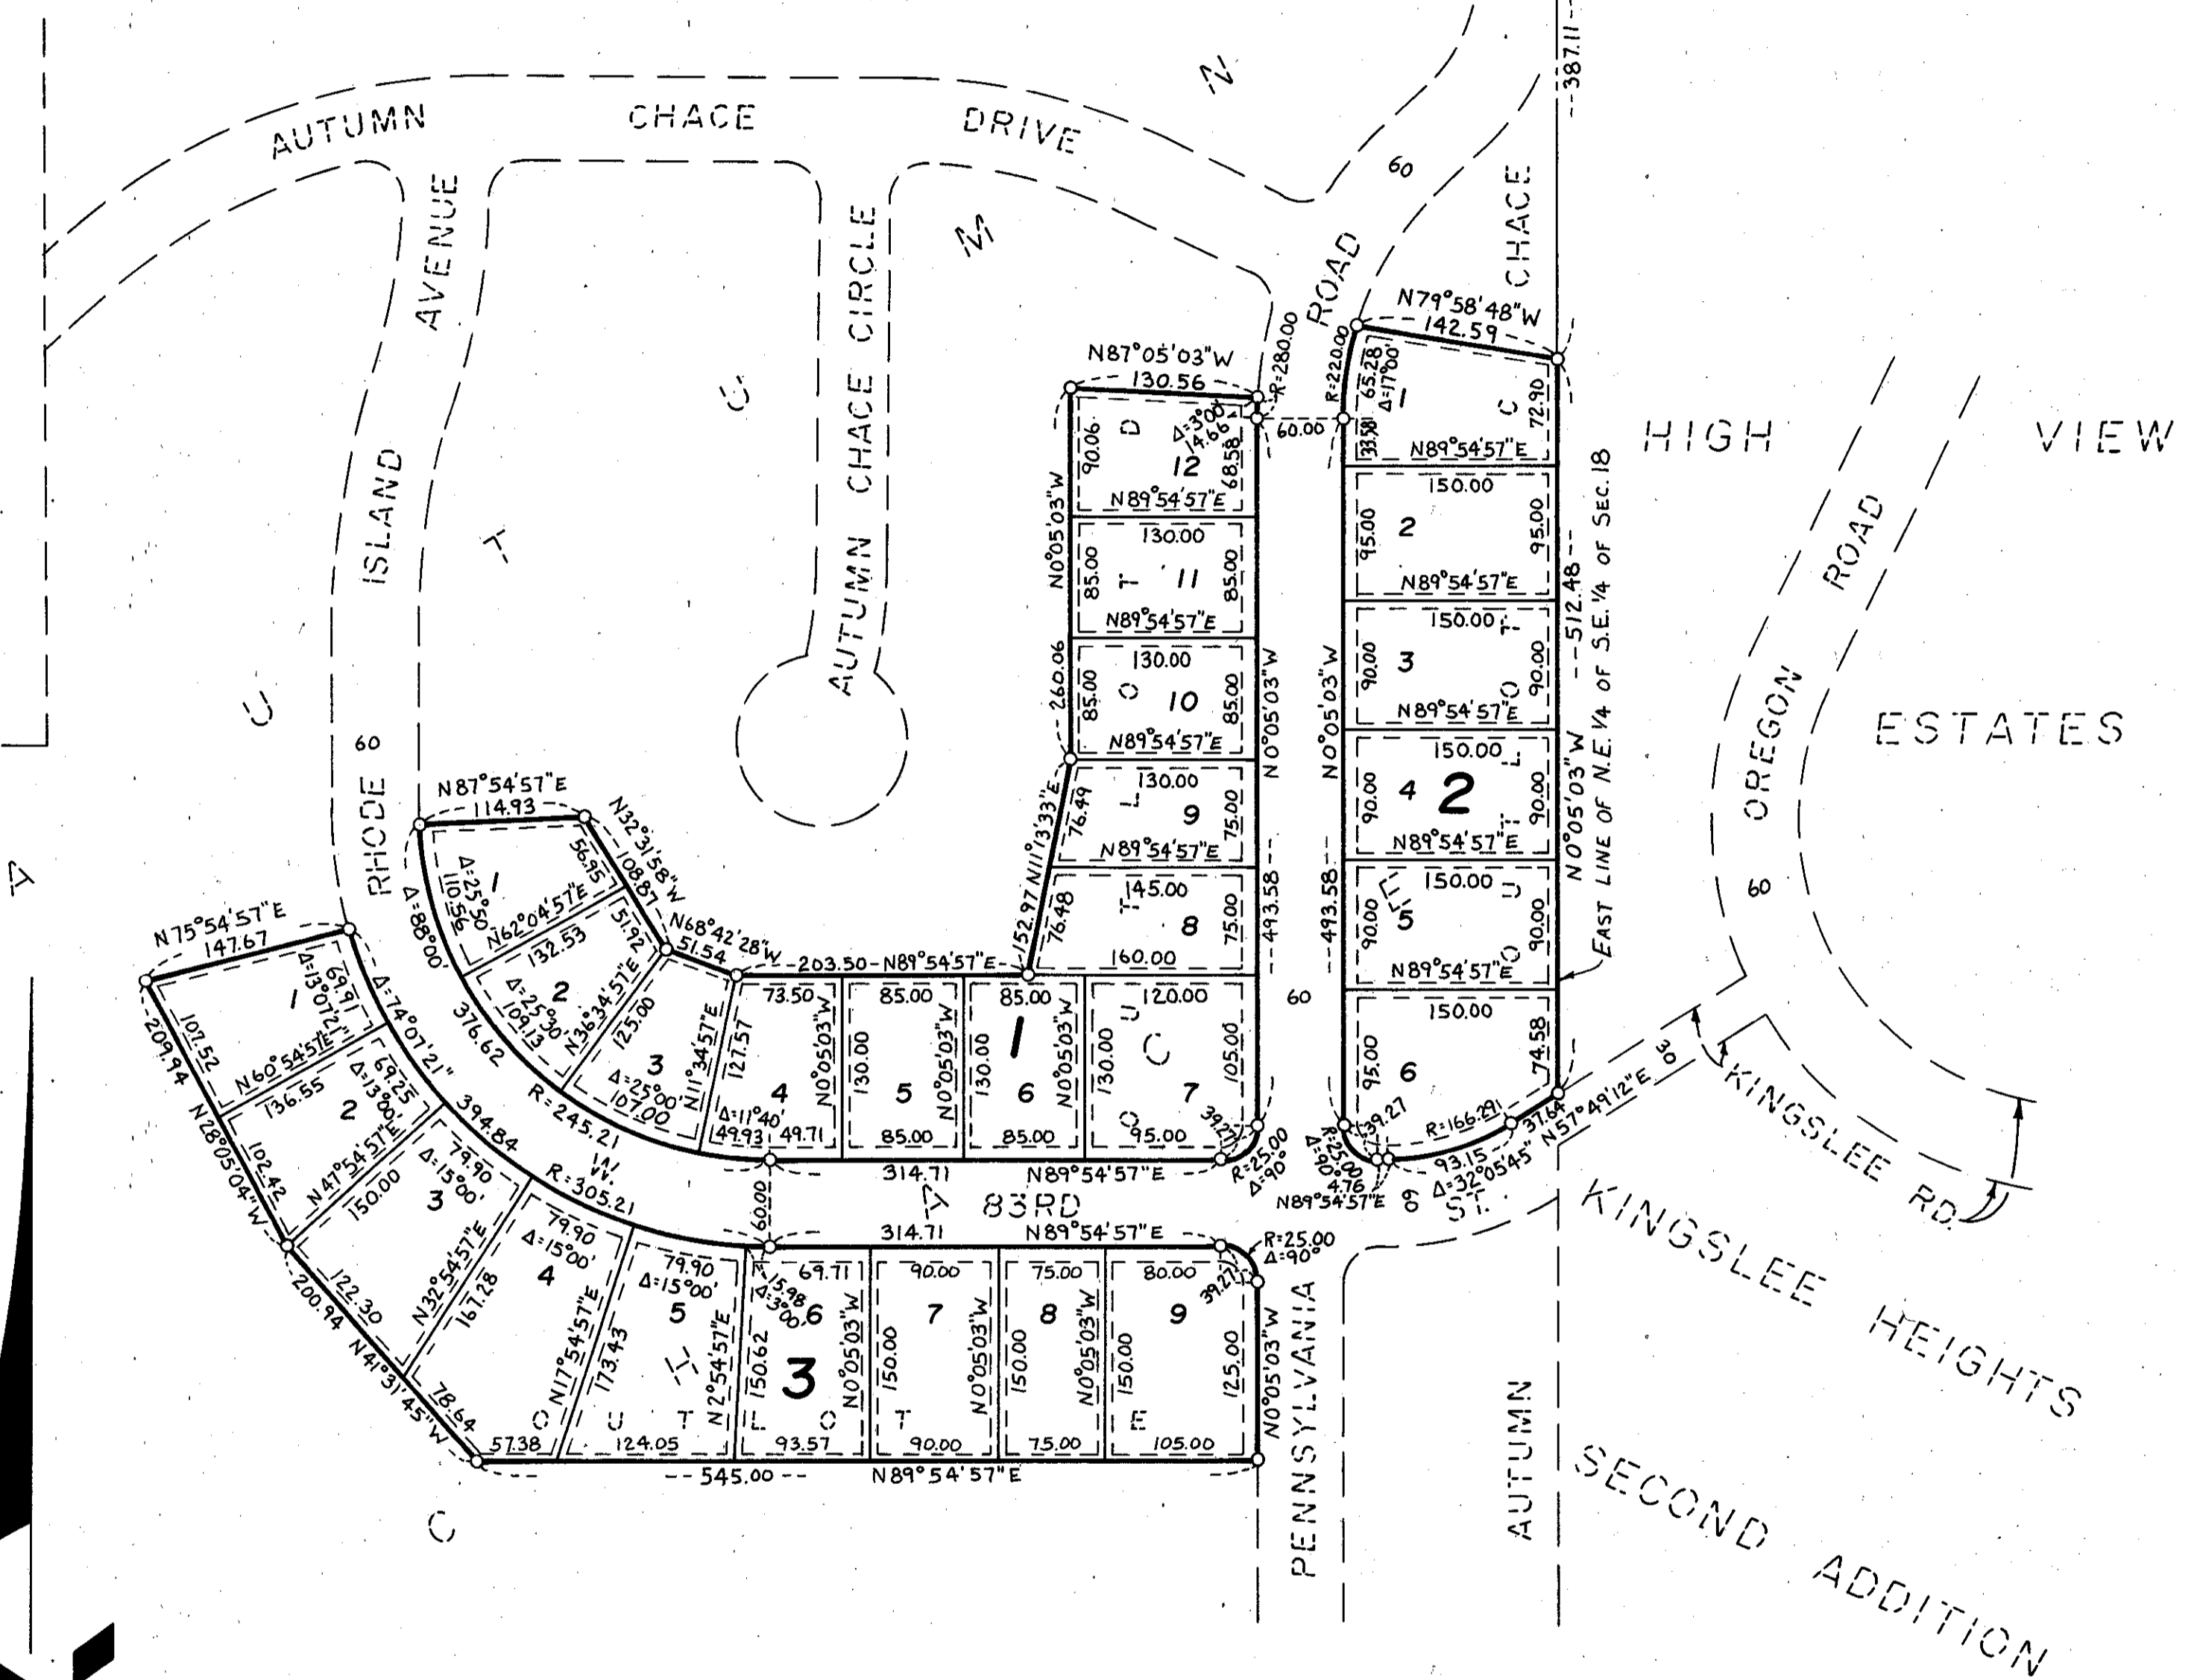 --387.11--
AUTUMN CHACE DRIVE
N
60
AVENUE
AUTUMN CHACE CIRCLE
M
ROAD
CHACE
N79°58'48"W
142.59
R=280.00
R=220.00
65.28
Δ=17°00'
1
C
72.90
33.58
N89°54'57"E
60.00
N87°05'03"W
130.56
Δ=3°00'
14.66
D
90.06
12
68.58
N89°54'57"E
HIGH VIEW
ESTATES
OREGON ROAD
60
N0°05'03"W
260.06
130.00
T
11
85.00
85.00
N89°54'57"E
130.00
O
10
85.00
85.00
N89°54'57"E
130.00
L
9
76.49
75.00
N89°54'57"E
145.00
T
8
76.48
75.00
160.00
152.97 N11°13'33"E
N0°05'03"W
--493.58--
N0°05'03"W
--493.58--
60
150.00
2
95.00
95.00
N89°54'57"E
150.00
T
3
90.00
90.00
O
N89°54'57"E
150.00
L
4
2
90.00
90.00
T
N89°54'57"E
150.00
E
U
5
90.00
90.00
O
N89°54'57"E
150.00
6
95.00
74.58
N0°05'03"W --512.48--
EAST LINE OF N.E. 1/4 OF S.E. 1/4 OF SEC. 18
39.27
R=25.00
Δ=90°
4.76
N89°54'57"E
R=166.29
93.15
Δ=32°05'45"
37.64
N57°49'12"E
30
KINGSLEE RD.
60
ISLAND
T
U
U
A
60
RHODE
N87°54'57"E
114.93
N32°31'58"W
108.87
56.95
1
Δ=25°50'
110.56
N62°04'57"E
Δ=88°00'
132.53
51.92
2
Δ=25°30'
109.13
N36°34'57"E
N68°42'28"W
51.54
125.00
3
Δ=25°00'
107.00
N11°34'57"E
127.57
376.62
R=245.21
--203.50-N89°54'57"E
73.50
4
Δ=11°40'
49.93
49.71
N0°05'03"W
85.00
130.00
5
85.00
N0°05'03"W
85.00
1
130.00
6
85.00
N0°05'03"W
120.00
U
C
O
130.00
7
105.00
39.27
95.00
R=25.00
Δ=90°
314.71
N89°54'57"E
60.00
W. 83RD ST.
A
314.71
N89°54'57"E
R=25.00
Δ=90°
39.27
N75°54'57"E
147.67
1
69.91
Δ=13°07'21"
107.52
N60°54'57"E
209.94
N28°05'04"W
136.55
2
69.25
Δ=13°00'
102.42
N47°54'57"E
Δ=74°07'21"
394.84
R=305.21
150.00
3
79.90
Δ=15°00'
122.30
N32°54'57"E
200.94
N41°31'45"W
167.28
79.90
Δ=15°00'
4
78.64
57.38
N17°54'57"E
O
173.43
79.90
Δ=15°00'
5
124.05
N2°54'57"E
U
T
15.98
Δ=3°00'
69.71
6
150.62
3
L
O
93.57
N0°05'03"W
90.00
7
150.00
T
90.00
N0°05'03"W
75.00
8
150.00
75.00
N0°05'03"W
80.00
9
150.00
E
125.00
105.00
N0°05'03"W
--545.00--
N89°54'57"E
C
PENNSYLVANIA
AUTUMN
KINGSLEE HEIGHTS
SECOND ADDITION